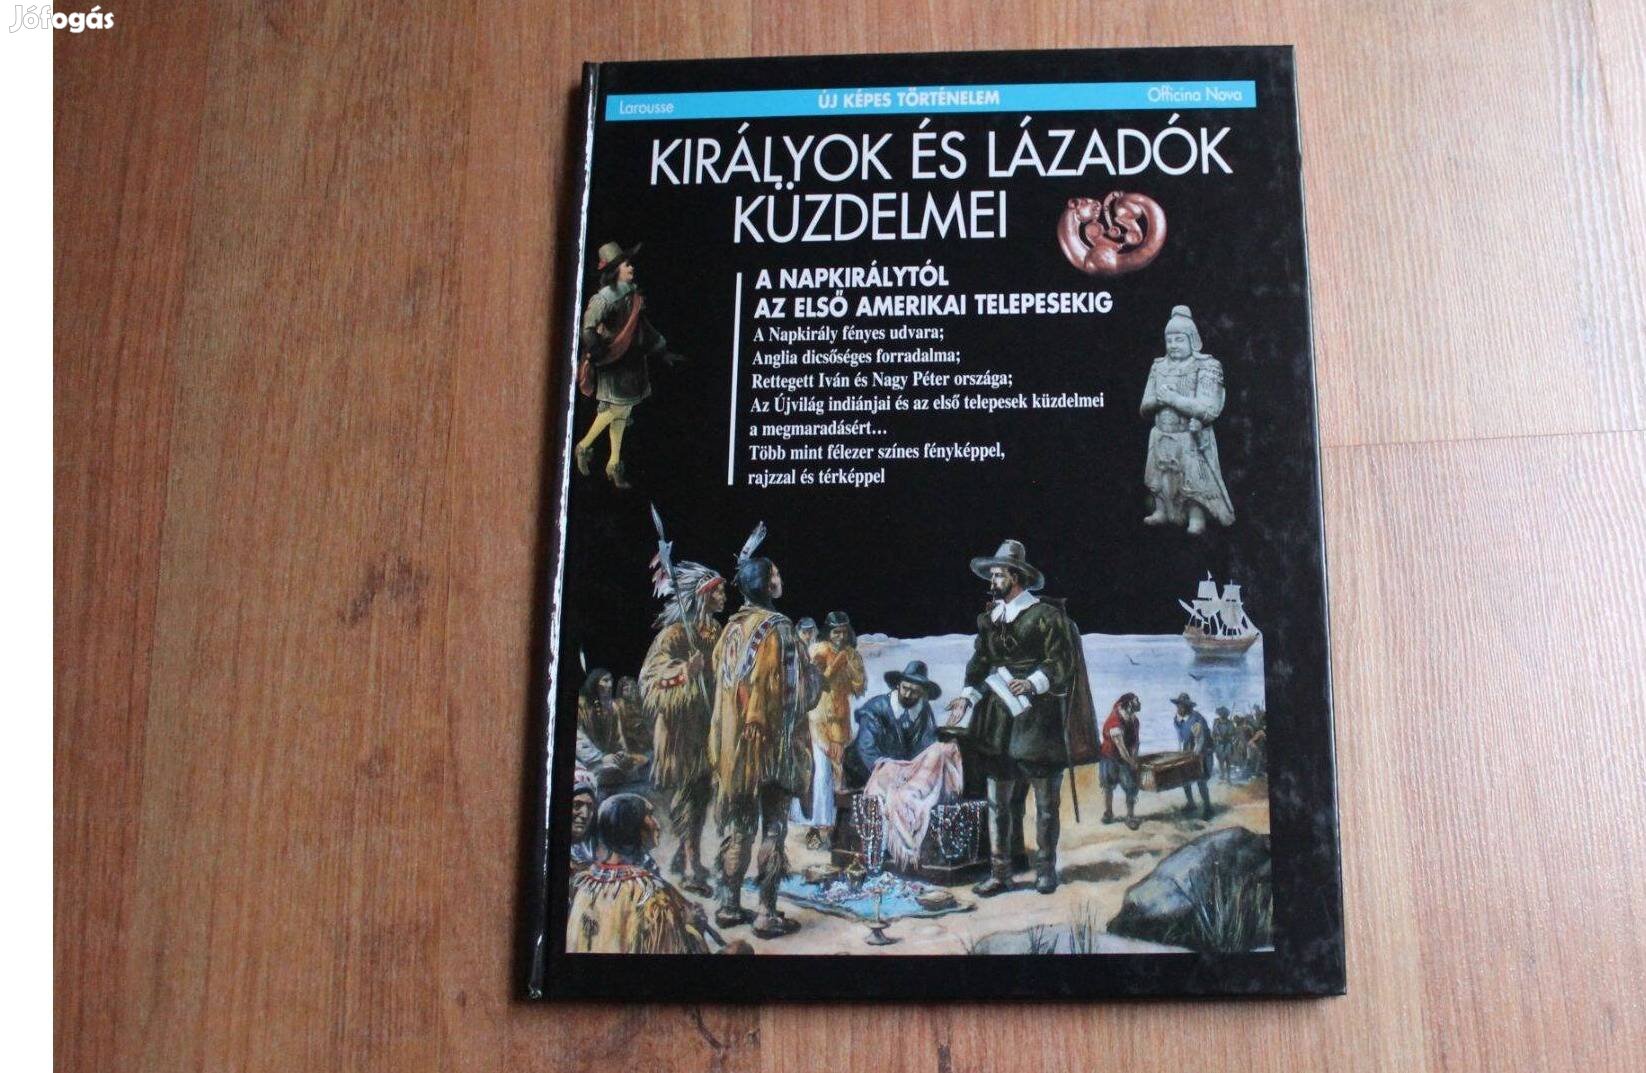 Jófogás
Larousse
ÚJ KÉPES TÖRTÉNELEM
Officina Nova
KIRÁLYOK ÉS LÁZADÓK
KÜZDELMEI
A NAPKIRÁLYTÓL
AZ ELSŐ AMERIKAI TELEPESEKIG
A Napkirály fényes udvara;
Anglia dicsőséges forradalma;
Rettegett Iván és Nagy Péter országa;
Az Újvilág indiánjai és az első telepesek küzdelmei
a megmaradásért...
Több mint félezer színes fényképpel,
rajzzal és térképpel